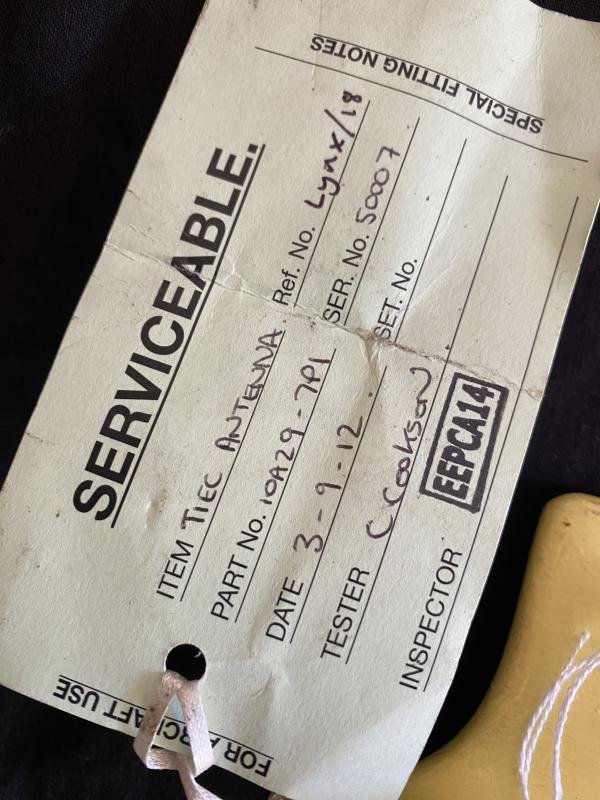 SERVICEABLE.
ITEM TIEC ANTENNA. Ref. No. Lynx/18
PART No. 10A29-7P1 SER. No. 50007
DATE 3-9-12. SET. No.
TESTER C Cookson
INSPECTOR EEPCA14
SPECIAL FITTING NOTES
FOR AIRCRAFT USE